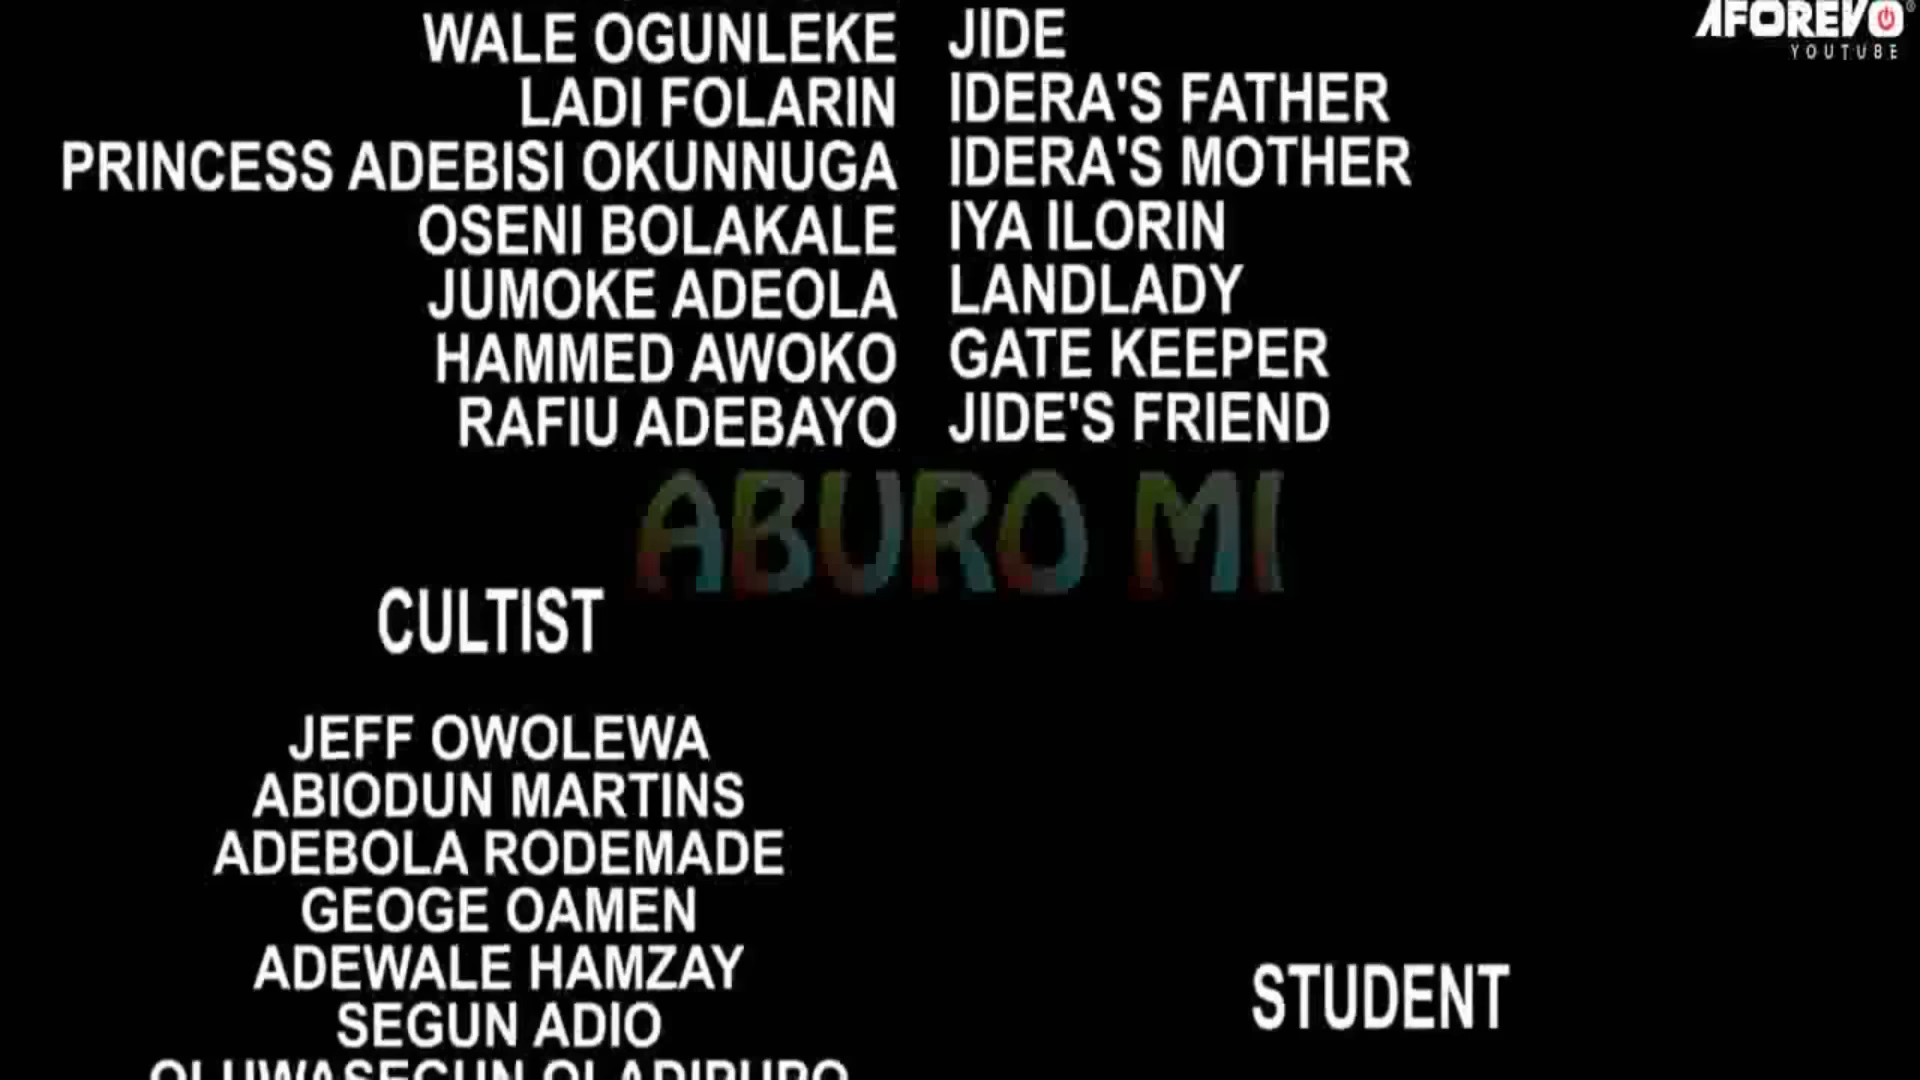 AFOREVO
YOUTUBE
WALE OGUNLEKE JIDE
LADI FOLARIN IDERA'S FATHER
PRINCESS ADEBISI OKUNNUGA IDERA'S MOTHER
OSENI BOLAKALE IYA ILORIN
JUMOKE ADEOLA LANDLADY
HAMMED AWOKO GATE KEEPER
RAFIU ADEBAYO JIDE'S FRIEND
ABURO MI
CULTIST
JEFF OWOLEWA
ABIODUN MARTINS
ADEBOLA RODEMADE
GEOGE OAMEN
ADEWALE HAMZAY
SEGUN ADIO
STUDENT
OLUWASEGUN OLADIPUPO